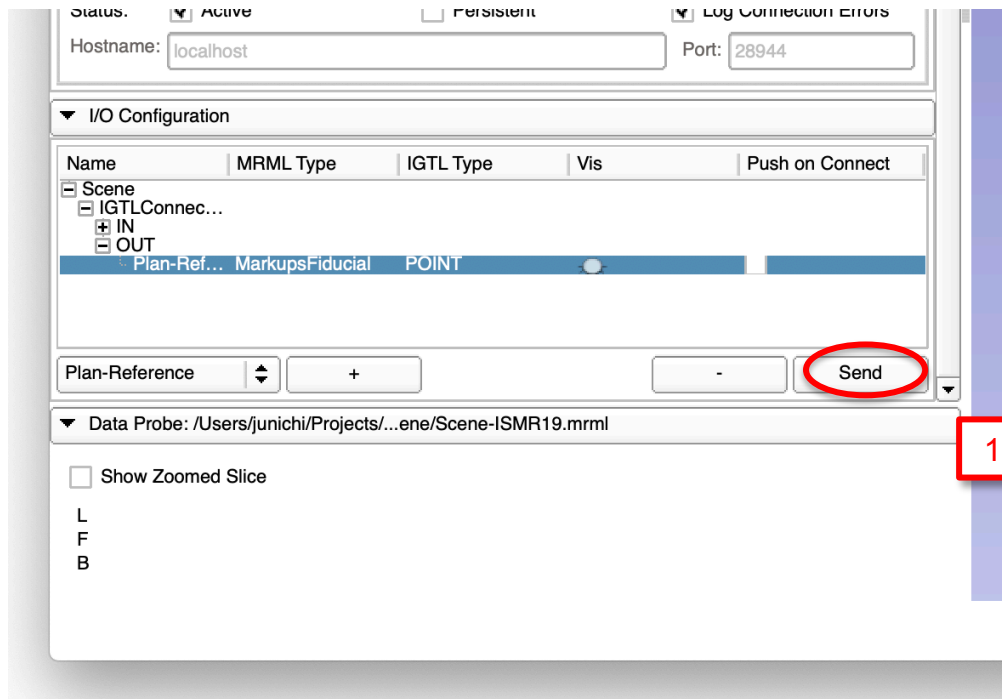 Status: Active Persistent Log Connection Errors
Hostname: localhost Port: 28944
I/O Configuration
Name MRML Type IGTL Type Vis Push on Connect
Scene
IGTLConnec...
IN
OUT
Plan-Ref... MarkupsFiducial POINT
Plan-Reference + - Send
Data Probe: /Users/junichi/Projects/...ene/Scene-ISMR19.mrml
1
Show Zoomed Slice
L
F
B